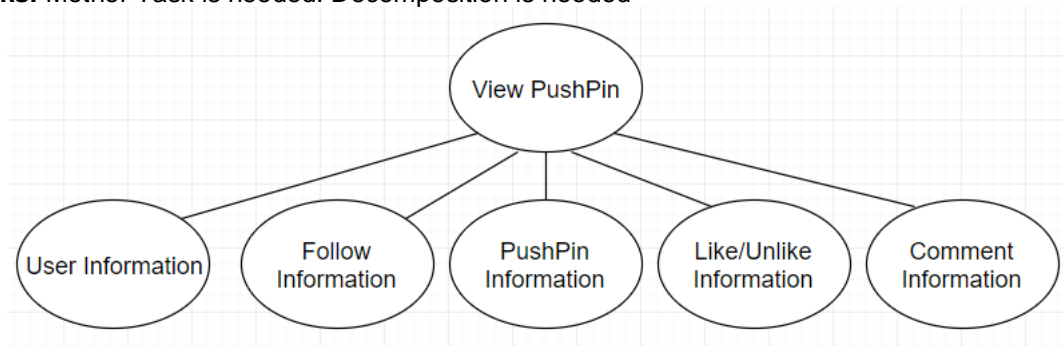 Mother Task is needed. Decomposition is needed
View PushPin
User Information
Follow
Information
PushPin
Information
Like/Unlike
Information
Comment
Information